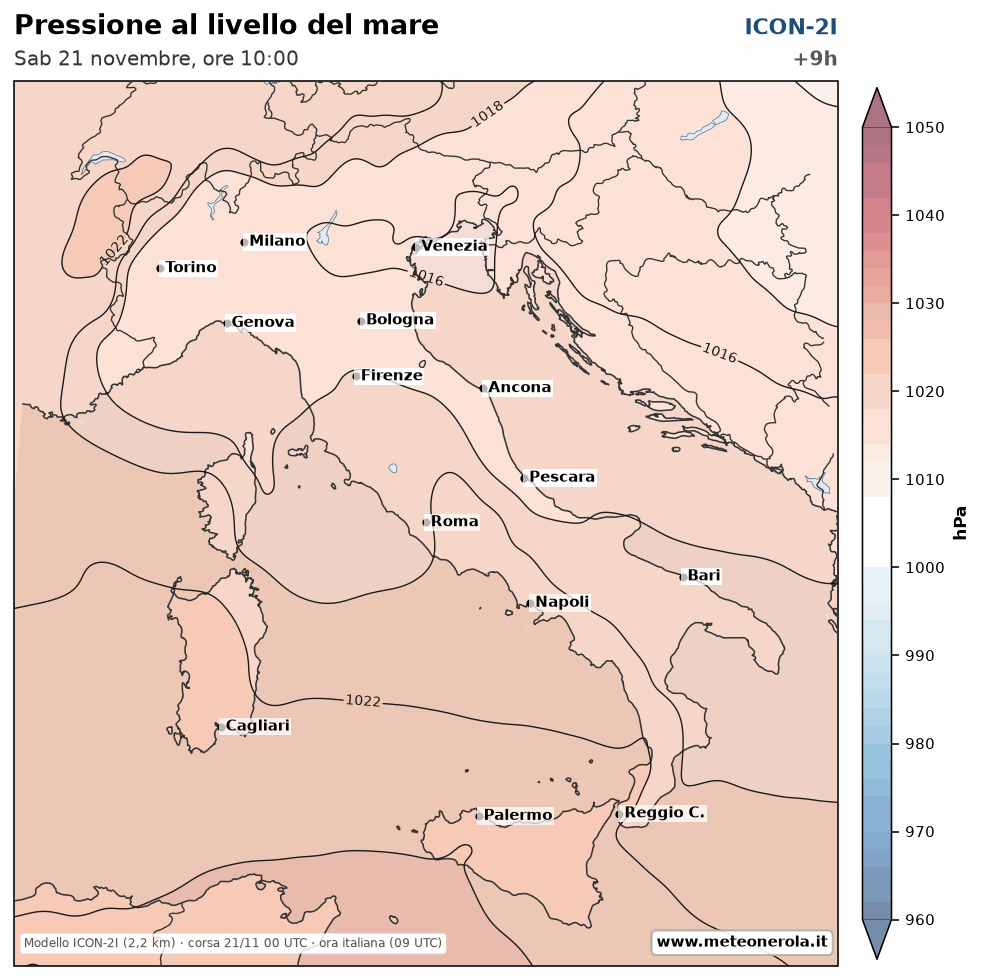 Pressione al livello del mare
ICON-2I
Sab 21 novembre, ore 10:00
+9h
1018
1050
1022
Milano
Venezia
1040
Torino
1016
Genova
Bologna
1030
1016
Firenze
Ancona
1020
Pescara
1010
Roma
hPa
Bari
1000
Napoli
990
1022
Cagliari
980
Palermo
Reggio C.
970
960
Modello ICON-2I (2,2 km) · corsa 21/11 00 UTC · ora italiana (09 UTC)
www.meteonerola.it